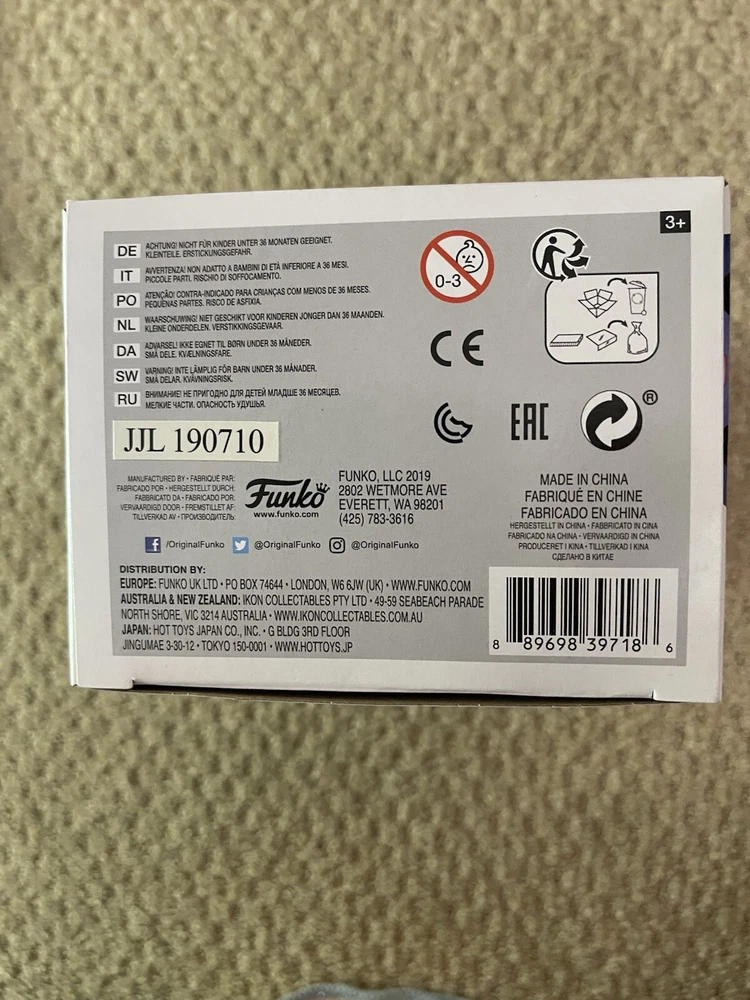 3+
DE ACHTUNG! NICHT FÜR KINDER UNTER 36 MONATEN GEEIGNET.
KLEINTEILE. ERSTICKUNGSGEFAHR.
IT AVVERTENZA! NON ADATTO A BAMBINI DI ETÀ INFERIORE A 36 MESI.
PICCOLE PARTI. RISCHIO DI SOFFOCAMENTO.
PO ATENÇÃO! CONTRA-INDICADO PARA CRIANÇAS COM MENOS DE 36 MESES.
PEQUENAS PARTES. RISCO DE ASFIXIA.
NL WAARSCHUWING! NIET GESCHIKT VOOR KINDEREN JONGER DAN 36 MAANDEN.
KLEINE ONDERDELEN. VERSTIKKINGSGEVAAR.
DA ADVARSEL! IKKE EGNET TIL BØRN UNDER 36 MÅNEDER.
SMÅ DELE. KVÆLNINGSFARE.
SW VARNING! INTE LÄMPLIG FÖR BARN UNDER 36 MÅNADER.
SMÅ DELAR. KVÄVNINGSRISK.
RU ВНИМАНИЕ! НЕ ПРИГОДНО ДЛЯ ДЕТЕЙ МЛАДШЕ 36 МЕСЯЦЕВ.
МЕЛКИЕ ЧАСТИ. ОПАСНОСТЬ УДУШЬЯ.
0-3
CE
EAC
®
JJL 190710
MANUFACTURED BY • FABRIQUÉ PAR:
FABRICADO POR • HERGESTELLT DURCH:
FABBRICATO DA • FABRICADO POR:
VERVAARDIGD DOOR • FREMSTILLET AF:
TILLVERKAD AV • ПРОИЗВОДИТЕЛЬ:
Funko
www.funko.com
FUNKO, LLC 2019
2802 WETMORE AVE
EVERETT, WA 98201
(425) 783-3616
MADE IN CHINA
FABRIQUÉ EN CHINE
FABRICADO EN CHINA
HERGESTELLT IN CHINA • FABBRICATO IN CINA
FABRICADO NA CHINA • VERVAARDIGD IN CHINA
PRODUCERET I KINA • TILLVERKAD I KINA
СДЕЛАНО В КИТАЕ
/OriginalFunko @OriginalFunko @OriginalFunko
DISTRIBUTION BY:
EUROPE: FUNKO UK LTD • PO BOX 74644 • LONDON, W6 6JW (UK) • WWW.FUNKO.COM
AUSTRALIA & NEW ZEALAND: IKON COLLECTABLES PTY LTD • 49-59 SEABEACH PARADE
NORTH SHORE, VIC 3214 AUSTRALIA • WWW.IKONCOLLECTABLES.COM.AU
JAPAN: HOT TOYS JAPAN CO., INC. • G BLDG 3RD FLOOR
JINGUMAE 3-30-12 • TOKYO 150-0001 • WWW.HOTTOYS.JP
8 89698 39718 6